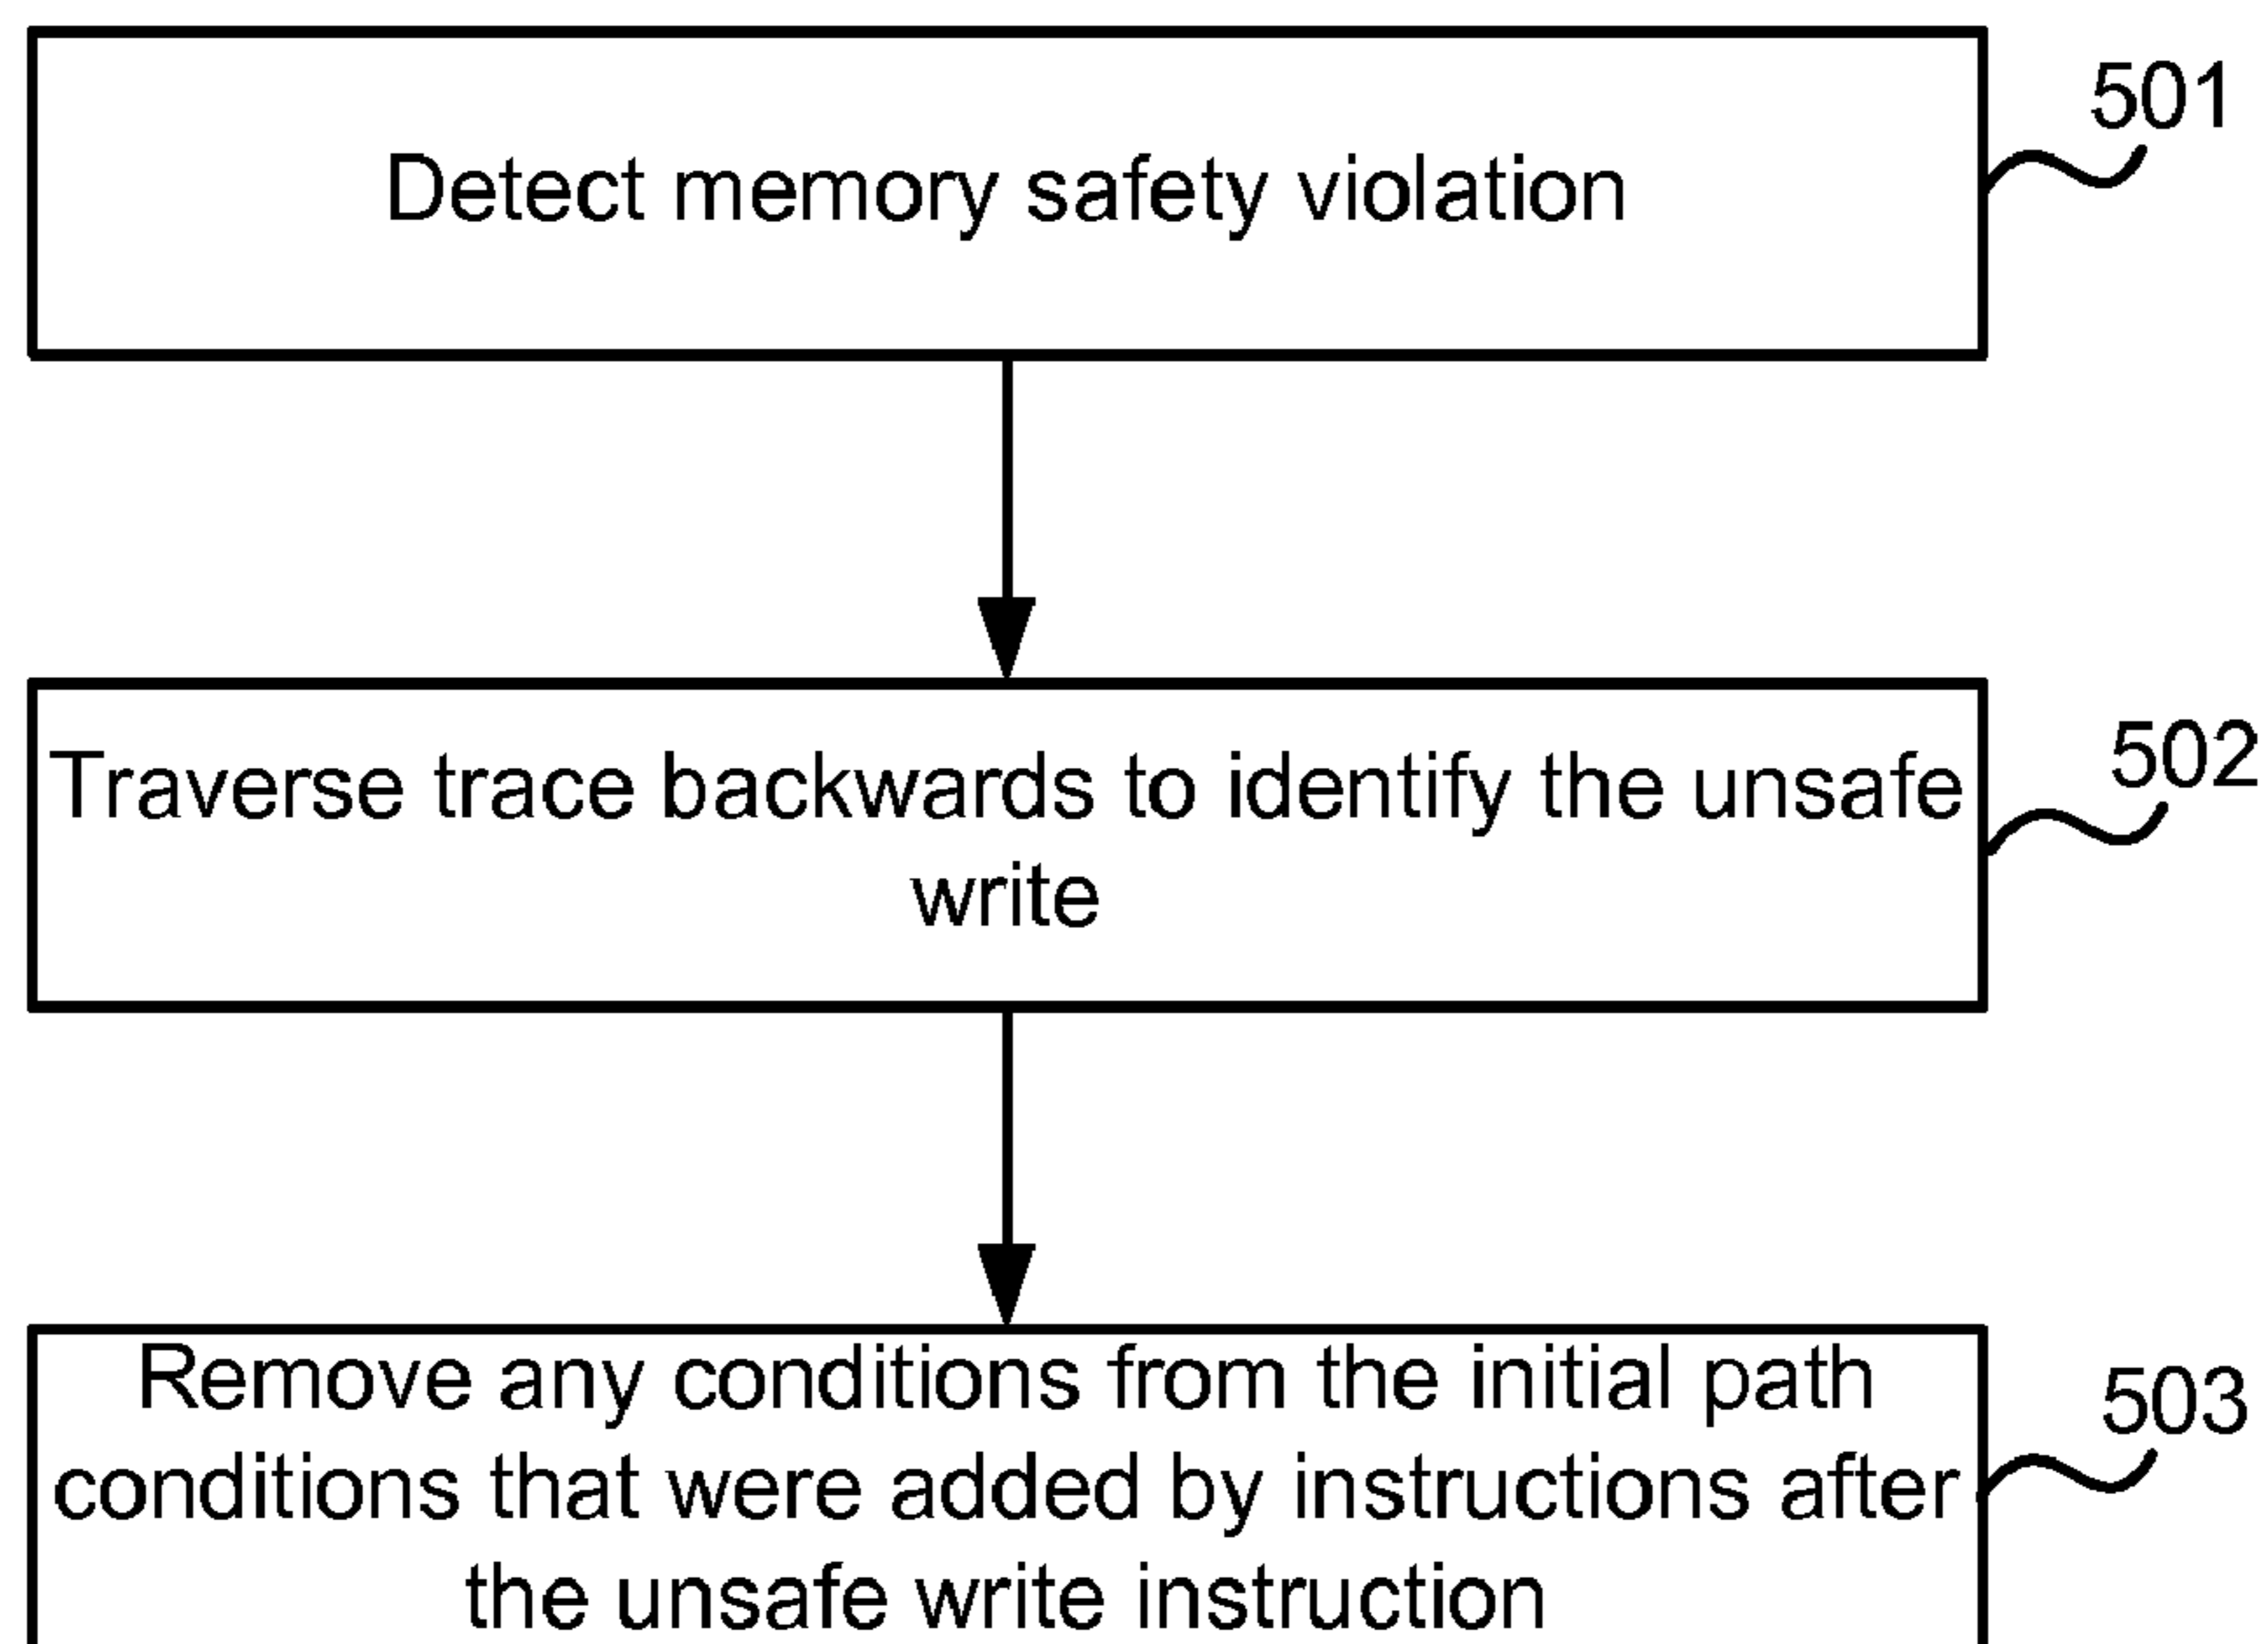 501
Detect memory safety violation
502
Traverse trace backwards to identify the unsafe
write
503
Remove any conditions from the initial path
conditions that were added by instructions after
the unsafe write instruction